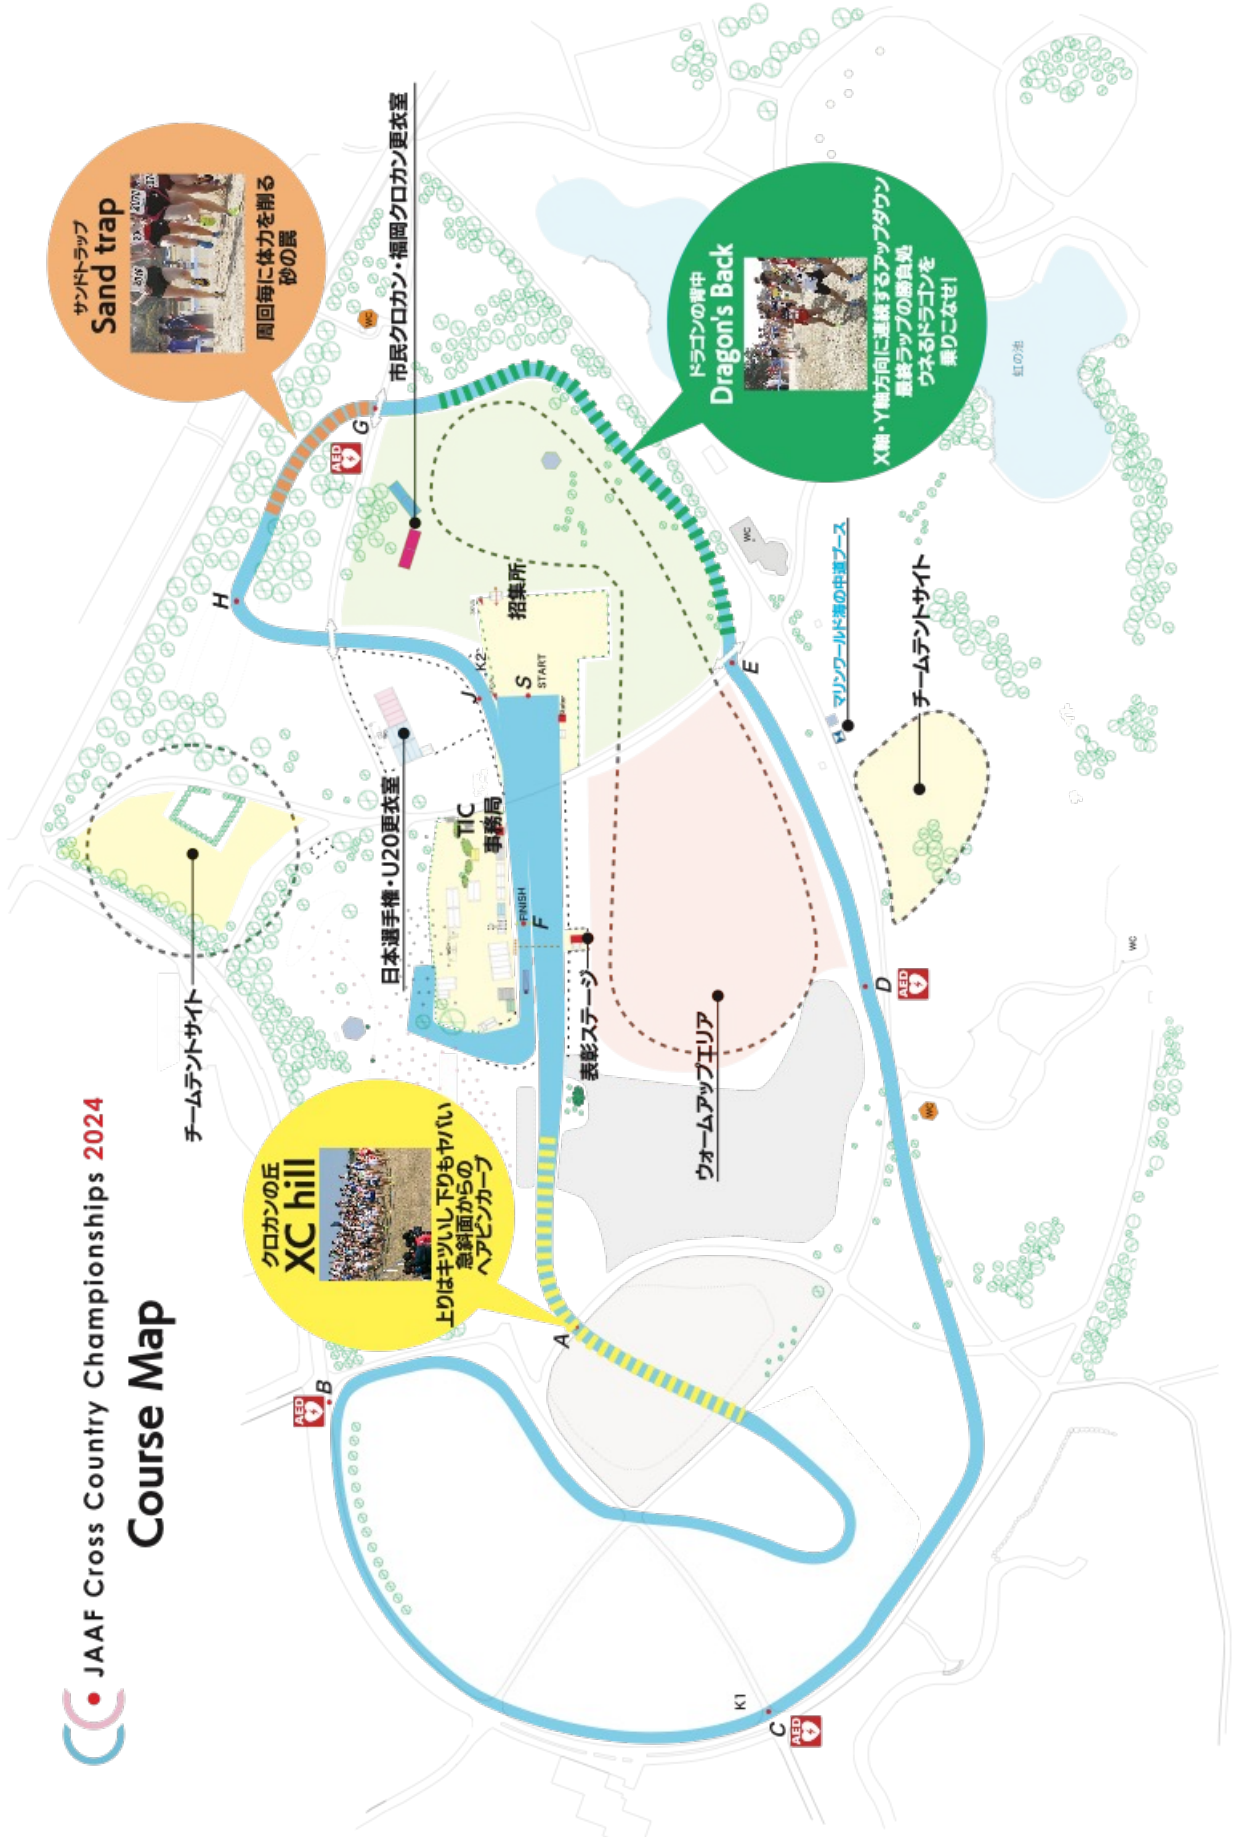 JAAF Cross Country Championships 2024
Course Map
サンドトラップ
Sand trap
周回毎に体力を削る
砂の罠
市民クロカン・福岡クロカン更衣室
ドラゴンの背中
Dragon's Back
X軸・Y軸方向に連続するアップダウン
最終ラップの勝負処
ウネるドラゴンを
乗りこなせ!
クロカンの丘
XC hill
上りはキツいし下りもヤバい
急斜面からの
ヘアピンカーブ
チームテントサイト
日本選手権・U20更衣室
TIC
事務局
招集所
表彰ステージ
ウォームアップエリア
マリンワールド海の中道ブース
チームテントサイト
虹の池
START
FINISH
S
F
A
B
C
D
E
G
H
J
K1
K2
AED
AED
AED
AED
WC
WC
WC
WC